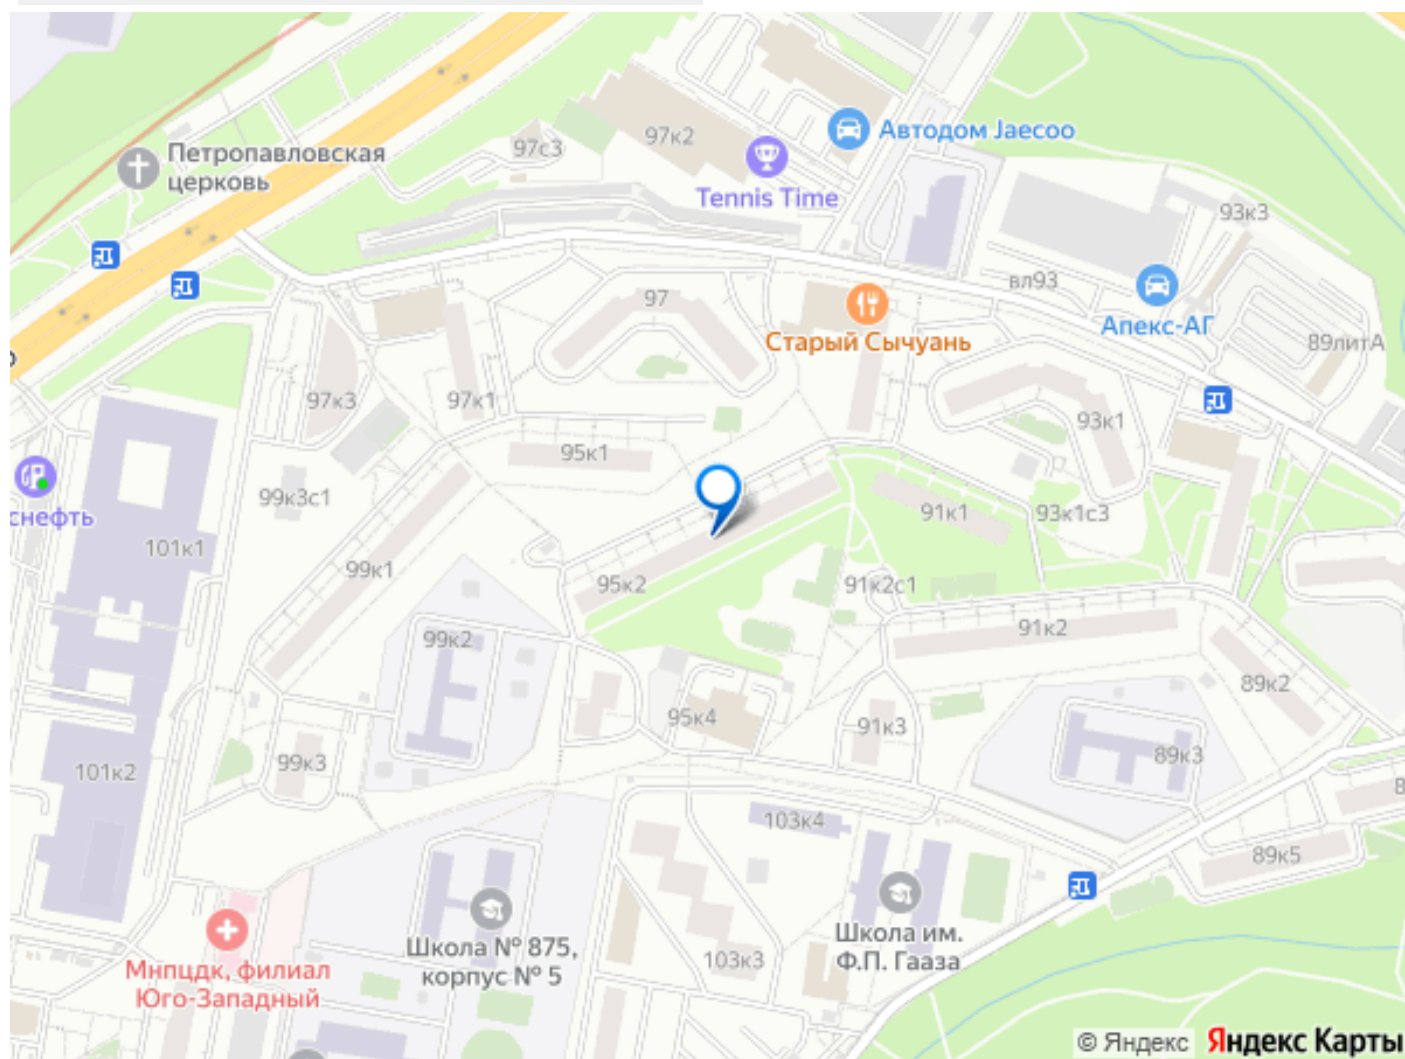 97с3
97к2
Автодом Jaecoo
Петропавловская
церковь
Tennis Time
93к3
вл93
97
Апекс-АГ
Старый Сычуань
89литА
97к3
97к1
93к1
95к1
99к3с1
91к1
93к1с3
снефть
101к1
99к1
95к2
91к2с1
91к2
99к2
89к2
95к4
91к3
99к3
89к3
101к2
103к4
89к5
Школа им.
Ф.П. Гааза
Школа № 875,
корпус № 5
103к3
Мнпцдк, филиал
Юго-Западный
© Яндекс Яндекс Карты